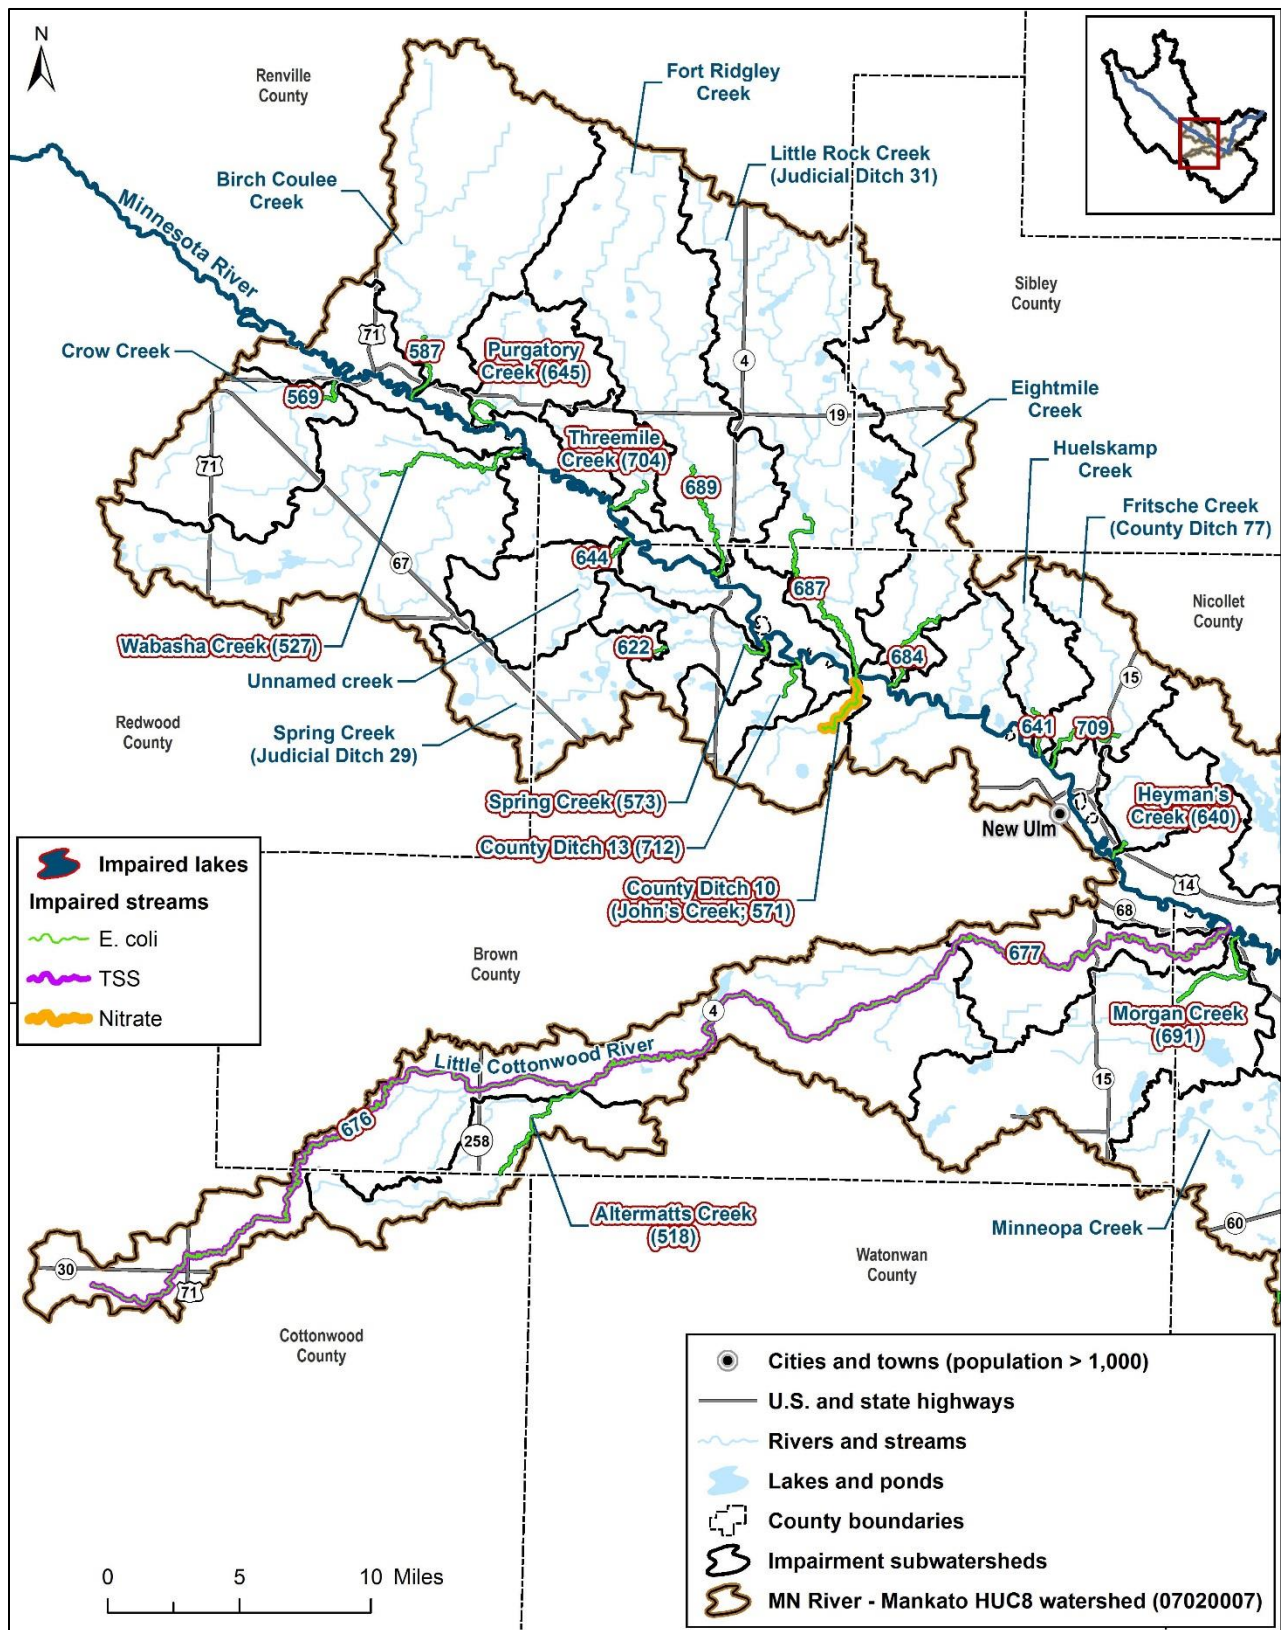 N
Renville
County
Fort Ridgley
Creek
Little Rock Creek
(Judicial Ditch 31)
Birch Coulee
Creek
Minnesota River
Sibley
County
71
Crow Creek
587
Purgatory
Creek (645)
4
569
19
Eightmile
Creek
71
Threemile
Creek (704)
Huelskamp
Creek
689
Fritsche Creek
(County Ditch 77)
67
644
687
Nicollet
County
Wabasha Creek (527)
622
684
Unnamed creek
15
Redwood
County
Spring Creek
(Judicial Ditch 29)
641
709
Spring Creek (573)
Heyman's
Creek (640)
New Ulm
County Ditch 13 (712)
County Ditch 10
(John's Creek; 571)
14
68
Impaired lakes
Impaired streams
E. coli
TSS
Nitrate
Brown
County
677
4
Morgan Creek
(691)
Little Cottonwood River
15
676
258
Altermatts Creek
(518)
Minneopa Creek
60
Watonwan
County
30
71
Cottonwood
County
Cities and towns (population > 1,000)
U.S. and state highways
Rivers and streams
Lakes and ponds
County boundaries
Impairment subwatersheds
MN River - Mankato HUC8 watershed (07020007)
0 5 10 Miles